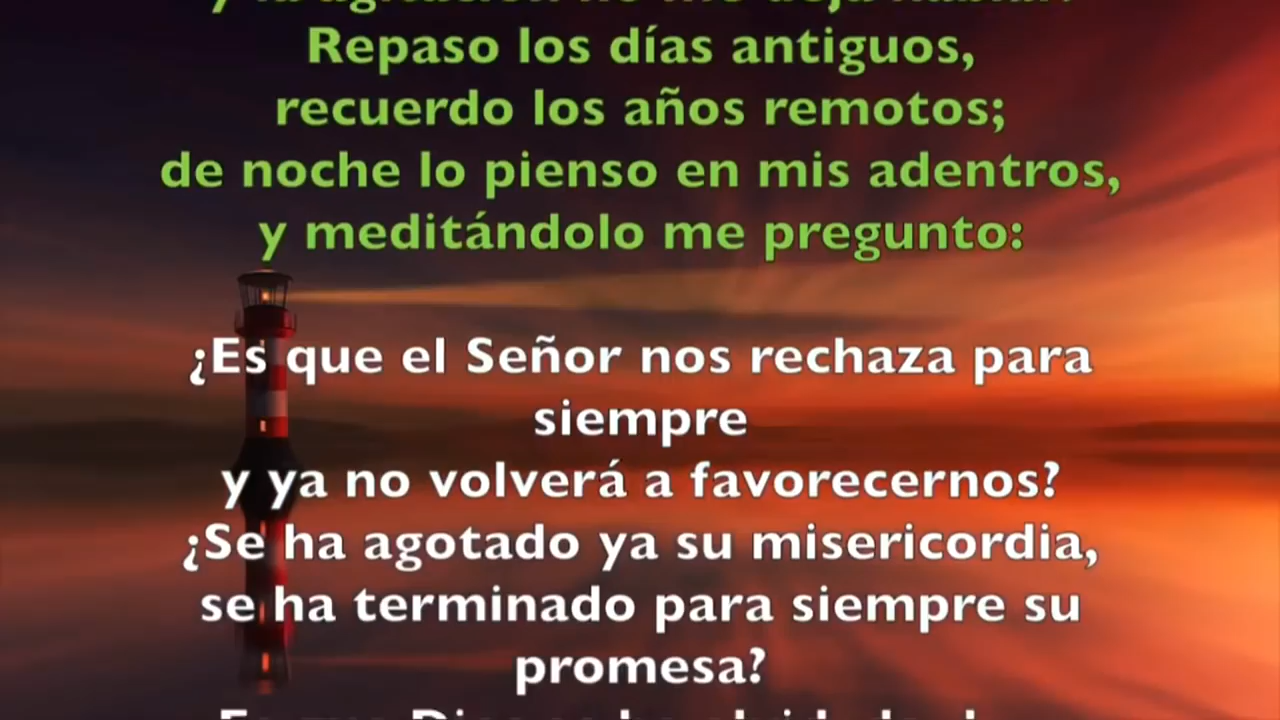 Repaso los días antiguos,
recuerdo los años remotos;
de noche lo pienso en mis adentros,
y meditándolo me pregunto:
¿Es que el Señor nos rechaza para
siempre
y ya no volverá a favorecernos?
¿Se ha agotado ya su misericordia,
se ha terminado para siempre su
promesa?